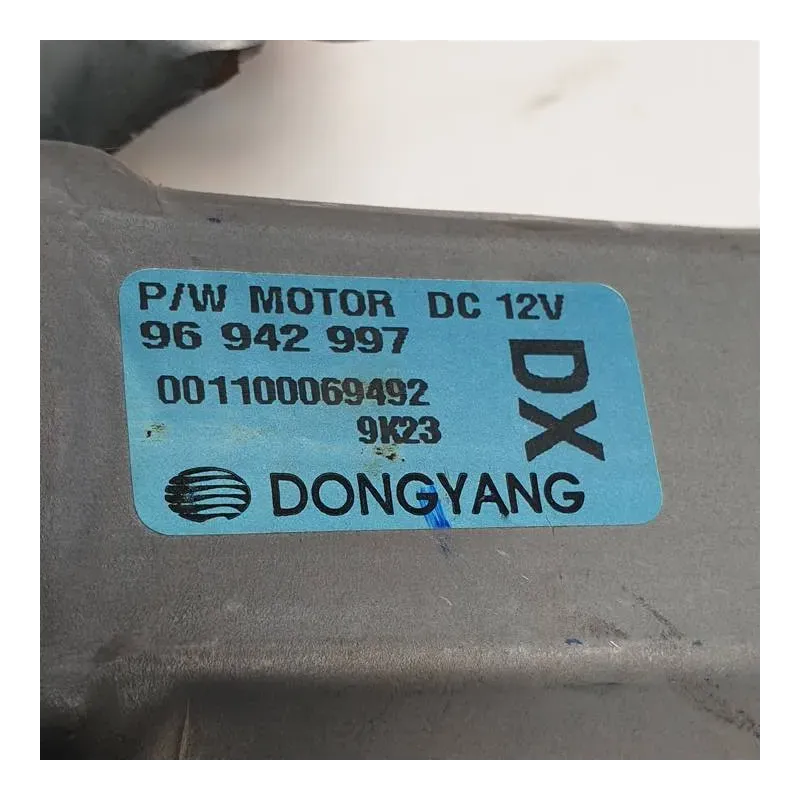 P/W MOTOR DC 12V
96 942 997
001100069492
9K23
DX
DONGYANG